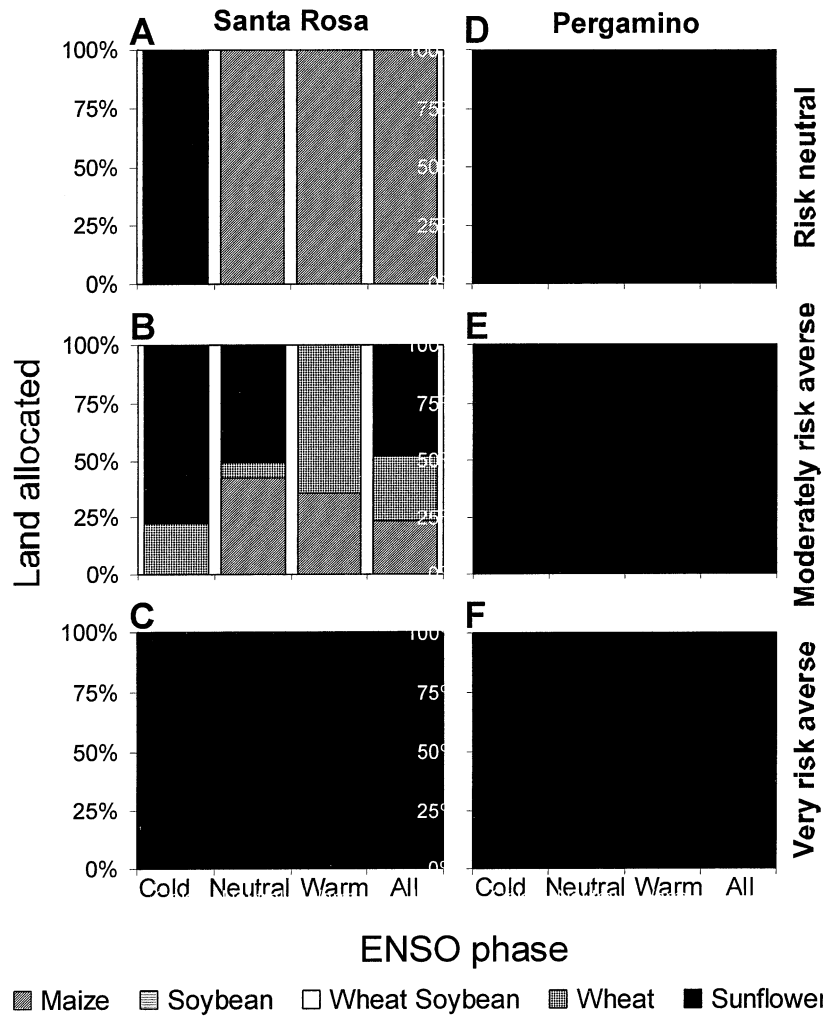 A Santa Rosa D Pergamino
100%
75%
50%
25%
0%
Risk neutral
B E
100%
75%
50%
25%
0%
Moderately risk averse
Land allocated
C F
100%
75%
50%
25%
0%
Very risk averse
Cold Neutral Warm All Cold Neutral Warm All
ENSO phase
Maize Soybean Wheat Soybean Wheat Sunflower